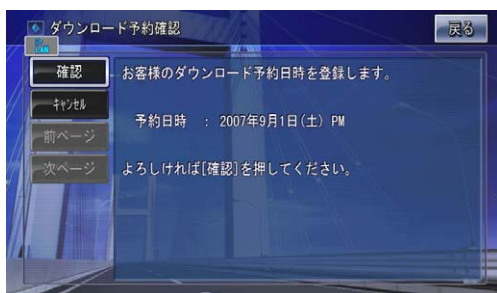 ダウンロード予約確認
戻る
LAN
確認
お客様のダウンロード予約日時を登録します。
キャンセル
予約日時 : 2007年9月1日(土) PM
前ページ
次ページ
よろしければ[確認]を押してください。